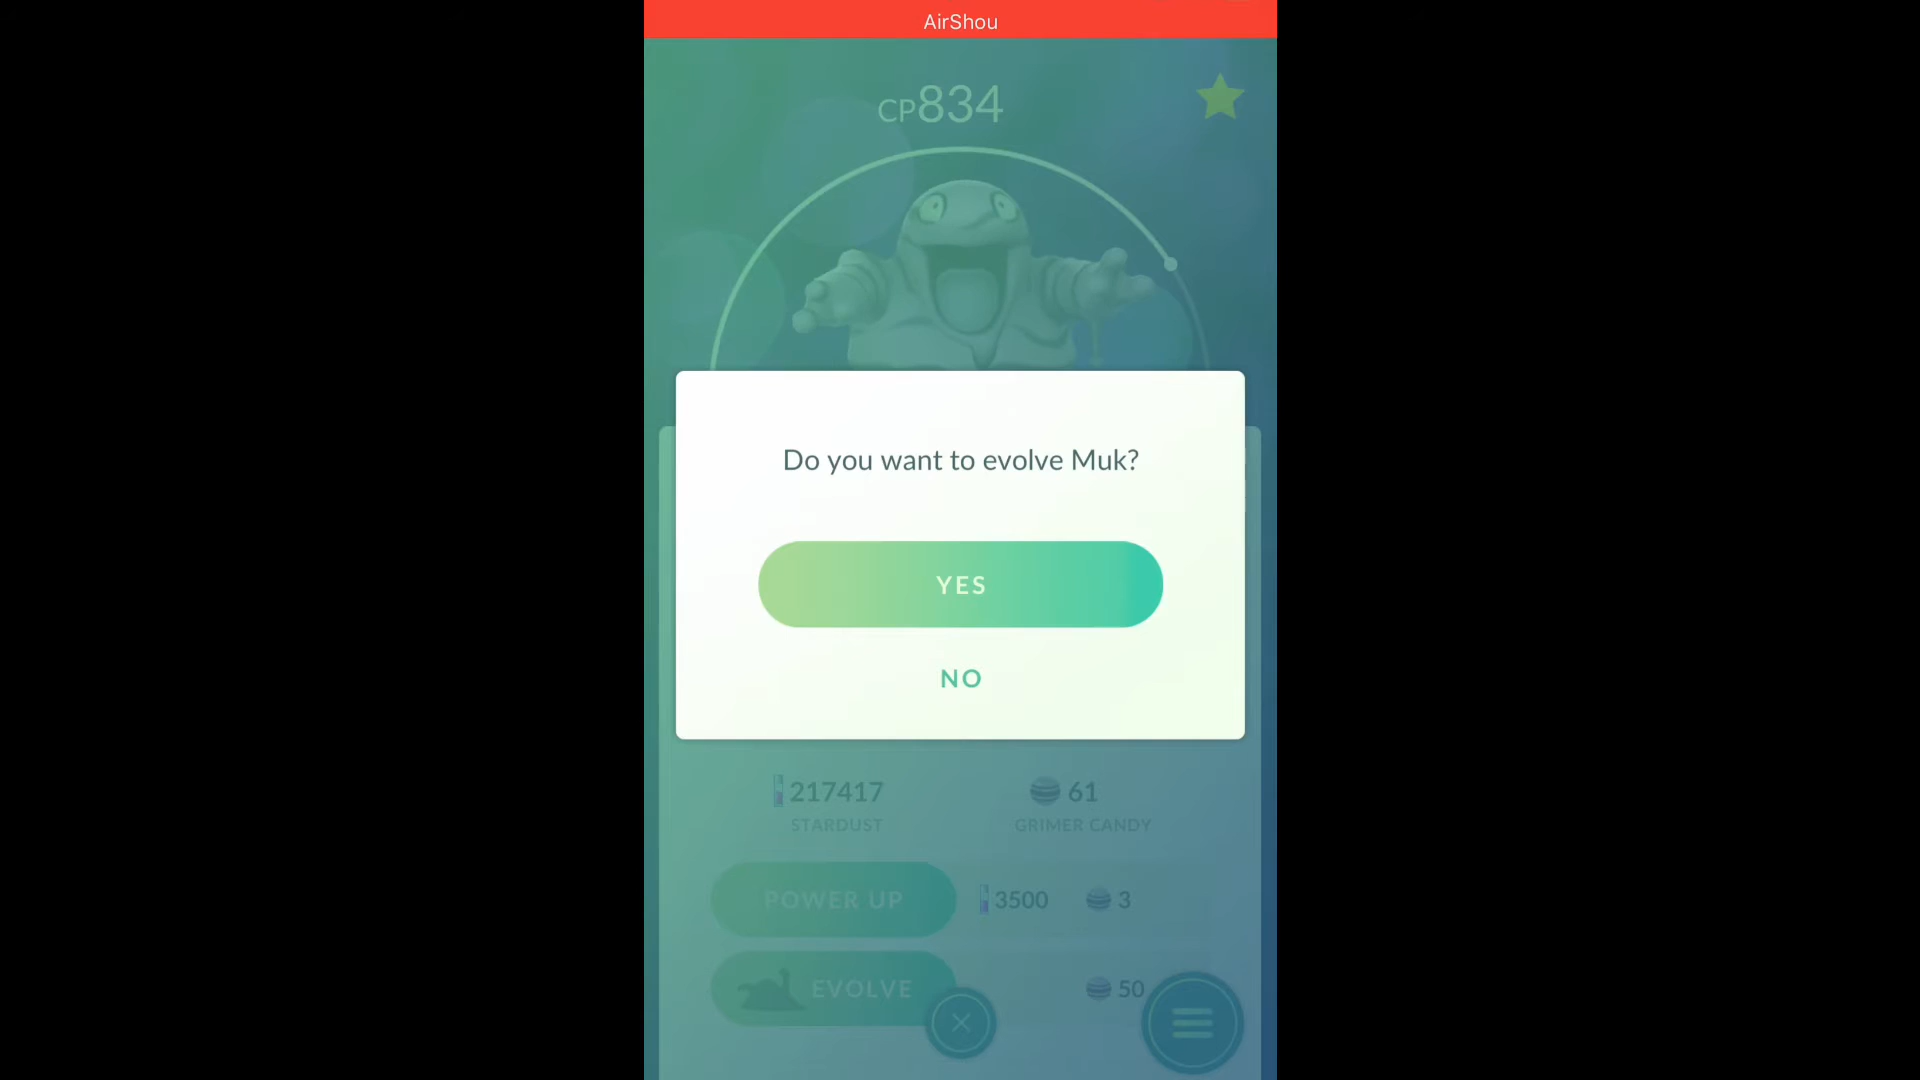 AirShou
CP834
Do you want to evolve Muk?
YES
NO
217417 61
STARDUST GRIMER CANDY
POWER UP 3500 3
EVOLVE 50